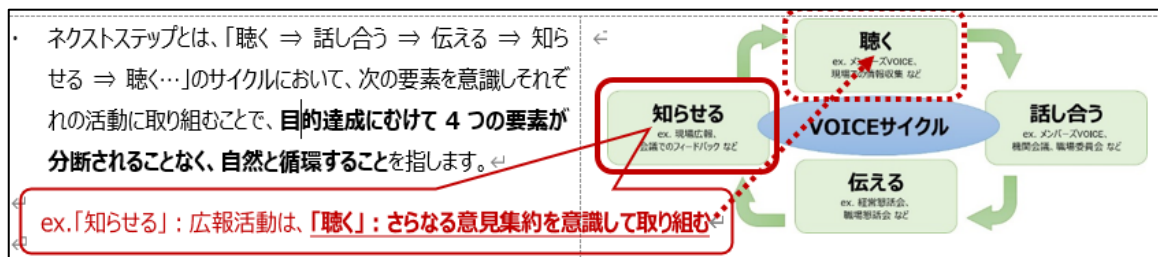 ・ ネクストステップとは、「聴く ⇒ 話し合う ⇒ 伝える ⇒ 知ら
せる ⇒ 聴く…」のサイクルにおいて、次の要素を意識しそれぞ
れの活動に取り組むことで、目的達成にむけて 4 つの要素が
分断されることなく、自然と循環することを指します。
ex.「知らせる」：広報活動は、「聴く」：さらなる意見集約を意識して取り組む
聴く
ex. メンバーズVOICE、
現場での情報収集 など
知らせる
ex. 現場広報、
会議でのフィードバック など
VOICEサイクル
話し合う
ex. メンバーズVOICE、
機関会議、職場委員会 など
伝える
ex. 経営懇話会、
職場懇話会 など